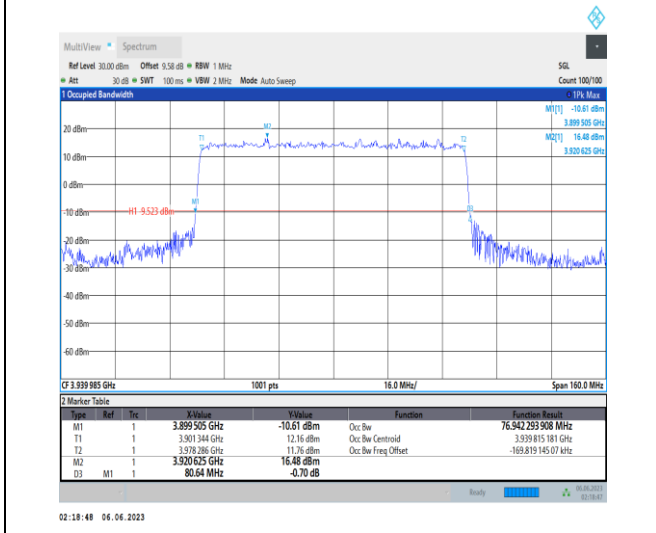 MultiView Spectrum
Ref Level 30.00 dBm Offset 9.58 dB RBW 1 MHz SGL
Att 30 dB SWT 100 ms VBW 2 MHz Mode Auto Sweep Count 100/100
1 Occupied Bandwidth 1Pk Max
M1[1] -10.61 dBm
3.899 505 GHz
M2[1] 16.48 dBm
3.920 625 GHz
20 dBm
M2
T1
T2
10 dBm
0 dBm
M1
-10 dBm
H1 -9.523 dBm
D3
-20 dBm
-30 dBm
-40 dBm
-50 dBm
-60 dBm
CF 3.939 985 GHz 1001 pts 16.0 MHz/ Span 160.0 MHz
2 Marker Table
Type Ref Trc X-Value Y-Value Function Function Result
M1 1 3.899 505 GHz -10.61 dBm Occ Bw 76.942 293 908 MHz
T1 1 3.901 344 GHz 12.16 dBm Occ Bw Centroid 3.939 815 181 GHz
T2 1 3.978 286 GHz 11.76 dBm Occ Bw Freq Offset -169.819 145 07 kHz
M2 1 3.920 625 GHz 16.48 dBm
D3 M1 1 80.64 MHz -0.70 dB
Ready 06.06.2023
02:18:47
02:18:48 06.06.2023